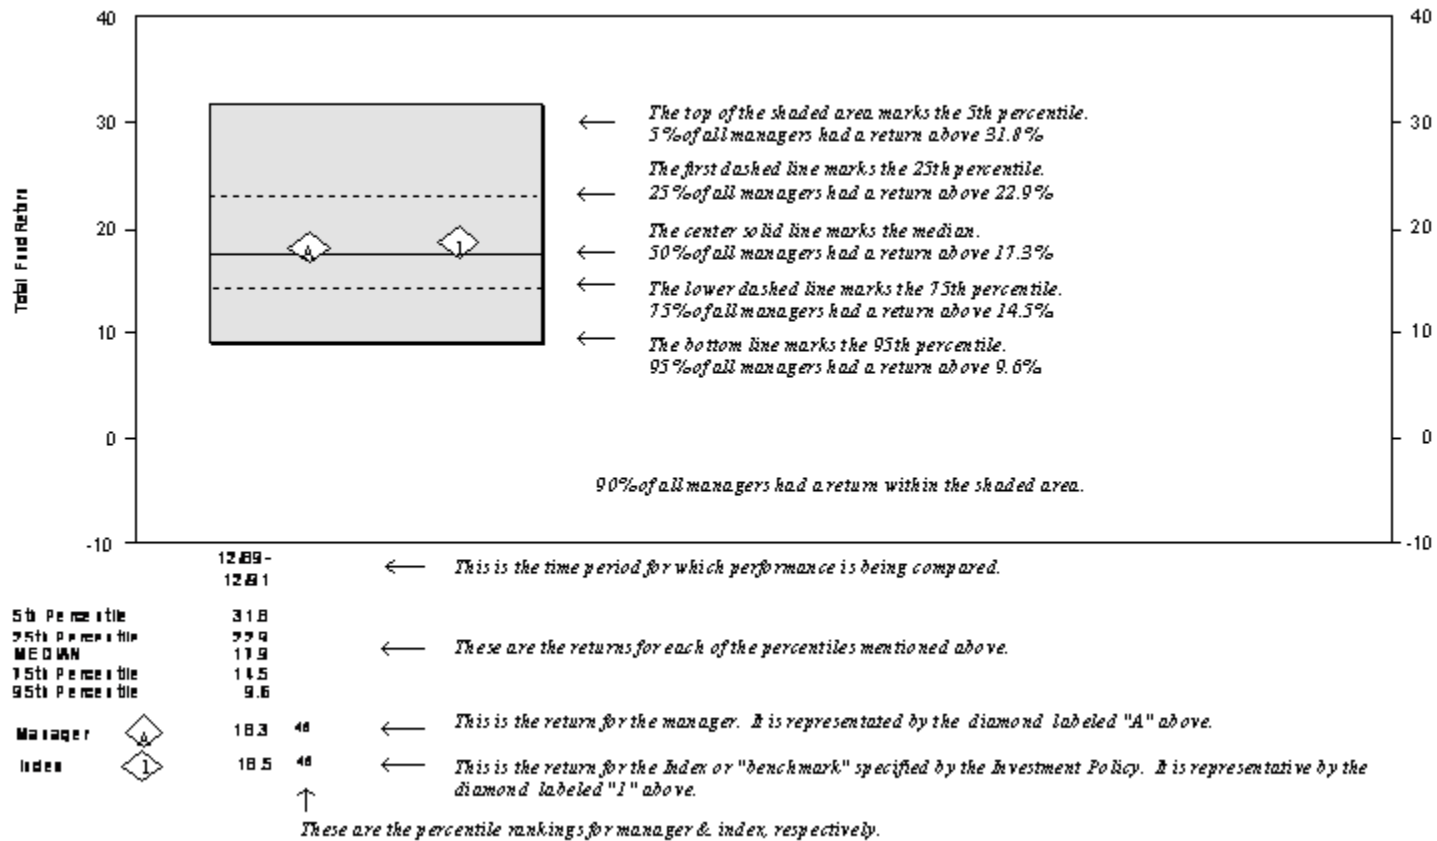 40 40
The top of the shaded area marks the 5th percentile.
30 30
5% of all managers had a return above 31.8%
The first dashed line marks the 25th percentile.
25% of all managers had a return above 22.9%
Total Fund Return
20 20
The center solid line marks the median.
A 1
50% of all managers had a return above 17.3%
The lower dashed line marks the 75th percentile.
75% of all managers had a return above 14.5%
10 10
The bottom line marks the 95th percentile.
95% of all managers had a return above 9.6%
0 0
90% of all managers had a return within the shaded area.
-10 -10
12/89 -
This is the time period for which performance is being compared.
12/91
5th Percentile 31.8
25th Percentile 22.9
MEDIAN 17.9
These are the returns for each of the percentiles mentioned above.
75th Percentile 14.5
95th Percentile 9.6
Manager A 18.3
This is the return for the manager. It is representated by the diamond labeled "A" above.
Index 1 18.5 46
This is the return for the Index or "benchmark" specified by the Investment Policy. It is representative by the
diamond labeled "1" above.
These are the percentile rankings for manager & index, respectively.